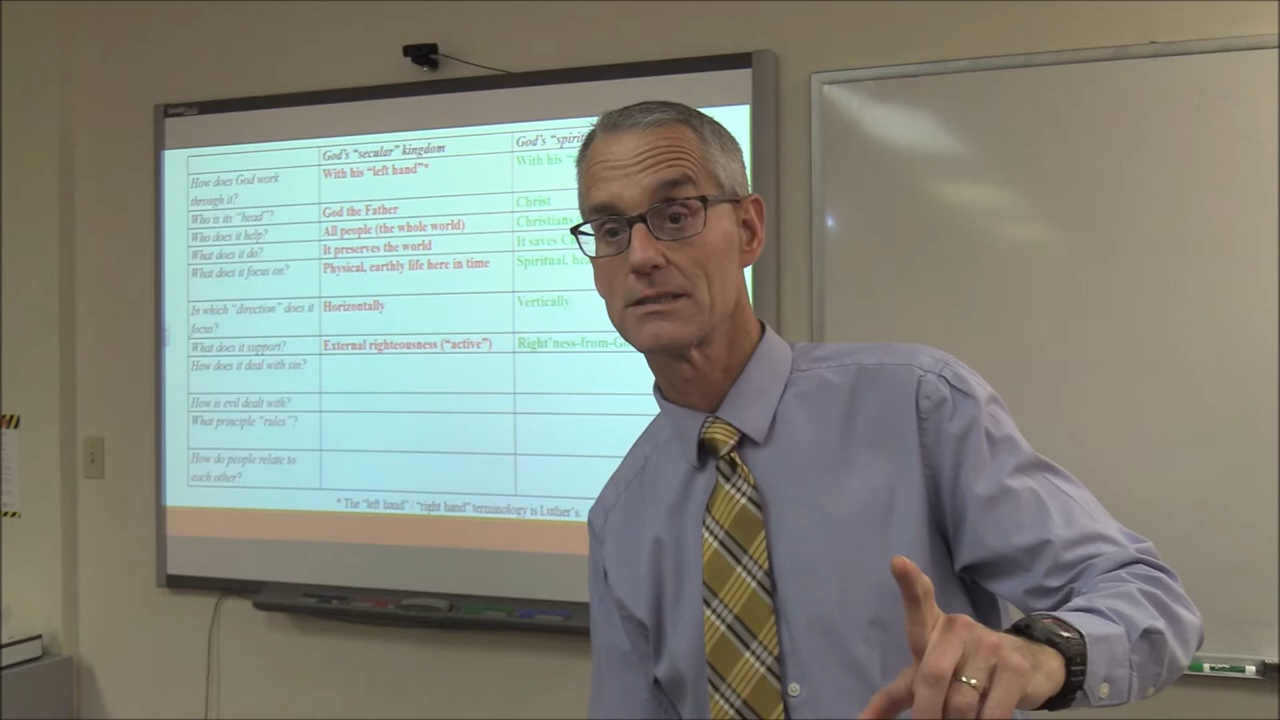 God's "secular" kingdom
God's "spirit
How does God work
through it?
With his "left hand"*
With his
Who is its "head"?
God the Father
Christ
Who does it help?
All people (the whole world)
Christians
What does it do?
It preserves the world
It saves
What does it focus on?
Physical, earthly life here in time
Spiritual,
In which "direction" does it
focus?
Horizontally
Vertically
What does it support?
External righteousness ("active")
Right'ness-from-Go
How does it deal with sin?
How is evil dealt with?
What principle "rules"?
How do people relate to
each other?
* The "left hand" / "right hand" terminology is Luther's.